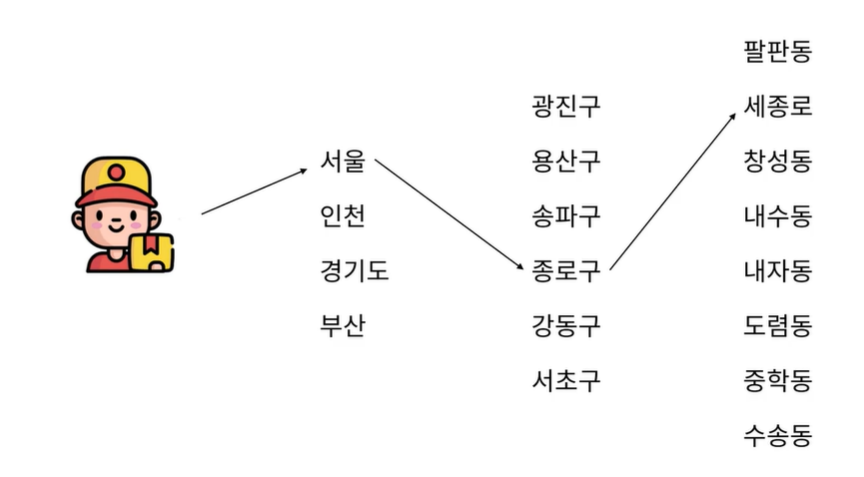 서울
인천
경기도
부산
광진구
용산구
송파구
종로구
강동구
서초구
팔판동
세종로
창성동
내수동
내자동
도렴동
중학동
수송동